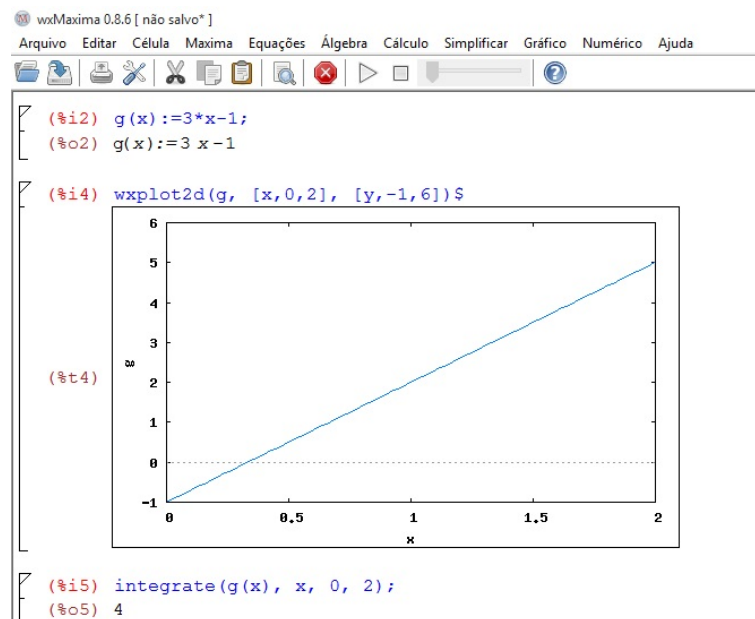 wxMaxima 0.8.6 [ não salvo* ]
Arquivo Editar Célula Maxima Equações Álgebra Cálculo Simplificar Gráfico Numérico Ajuda
(%i2) g(x):=3*x-1;
(%o2) g(x):=3 x-1
(%i4) wxplot2d(g, [x,0,2], [y,-1,6])$
6
5
4
3
(%t4) g
2
1
0
-1
0 0.5 1 1.5 2
x
(%i5) integrate(g(x), x, 0, 2);
(%o5) 4